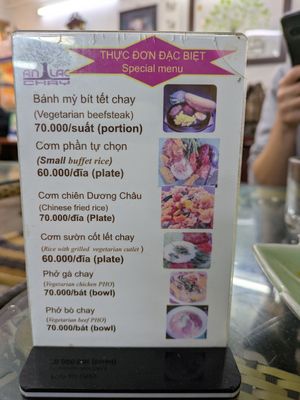 AN LẠC
CHAY
THỰC ĐƠN ĐẶC BIỆT
Special menu
Bánh mỳ bít tết chay
(Vegetarian beefsteak)
70.000/suất (portion)
Cơm phần tự chọn
(Small buffet rice)
60.000/đĩa (plate)
Cơm chiên Dương Châu
(Chinese fried rice)
70.000/đĩa (Plate)
Cơm sườn cốt lết chay
(Rice with grilled vegetarian cutlet )
60.000/đĩa (plate)
Phở gà chay
(Vegetarian chicken PHO)
70.000/bát (bowl)
Phở bò chay
(Vegetarian beef PHO)
70.000/bát (bowl)